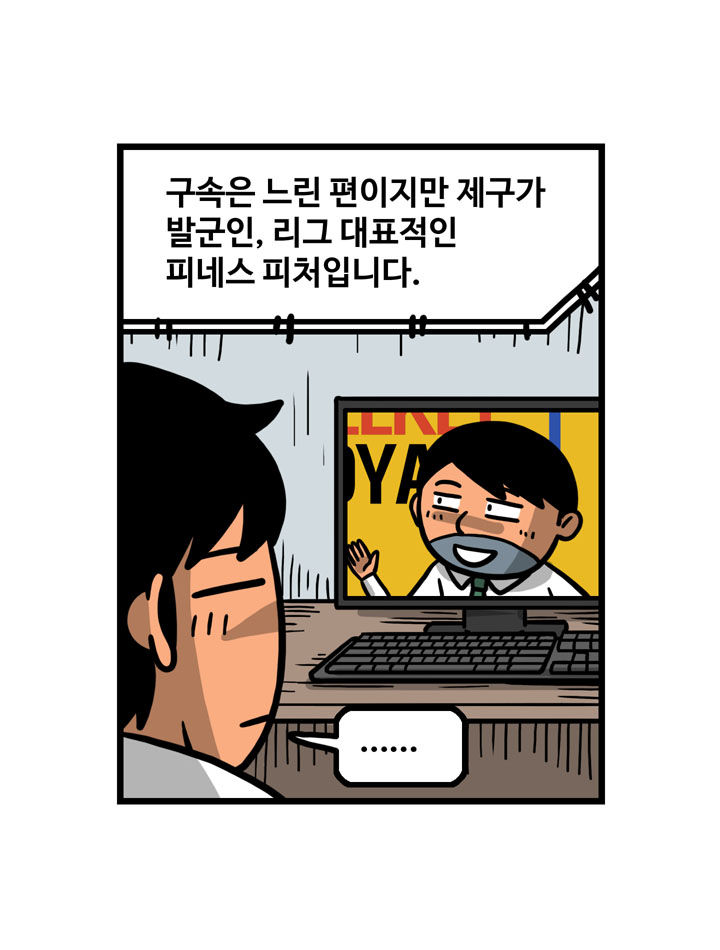 구속은 느린 편이지만 제구가
발군인, 리그 대표적인
피네스 피처입니다.
OYA
......